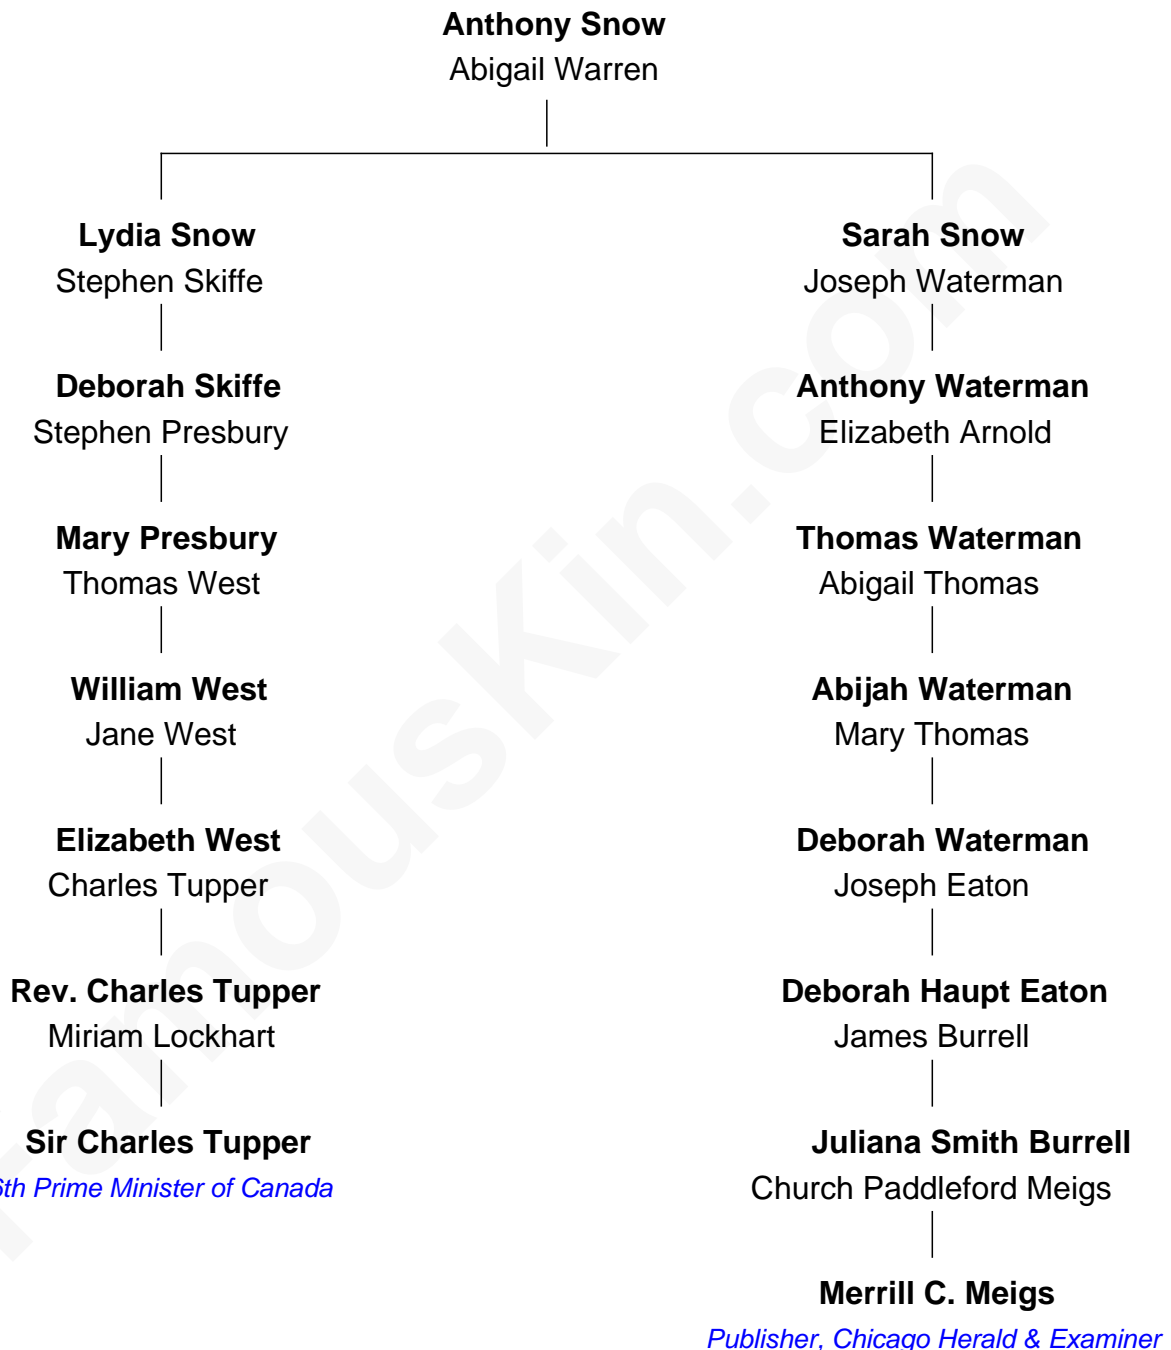 Anthony Snow
Abigail Warren
Lydia Snow
Stephen Skiffe
Sarah Snow
Joseph Waterman
Deborah Skiffe
Stephen Presbury
Anthony Waterman
Elizabeth Arnold
Mary Presbury
Thomas West
Thomas Waterman
Abigail Thomas
William West
Jane West
Abijah Waterman
Mary Thomas
Elizabeth West
Charles Tupper
Deborah Waterman
Joseph Eaton
Rev. Charles Tupper
Miriam Lockhart
Deborah Haupt Eaton
James Burrell
Sir Charles Tupper
6th Prime Minister of Canada
Juliana Smith Burrell
Church Paddleford Meigs
Merrill C. Meigs
Publisher, Chicago Herald & Examiner
FamousKin.com